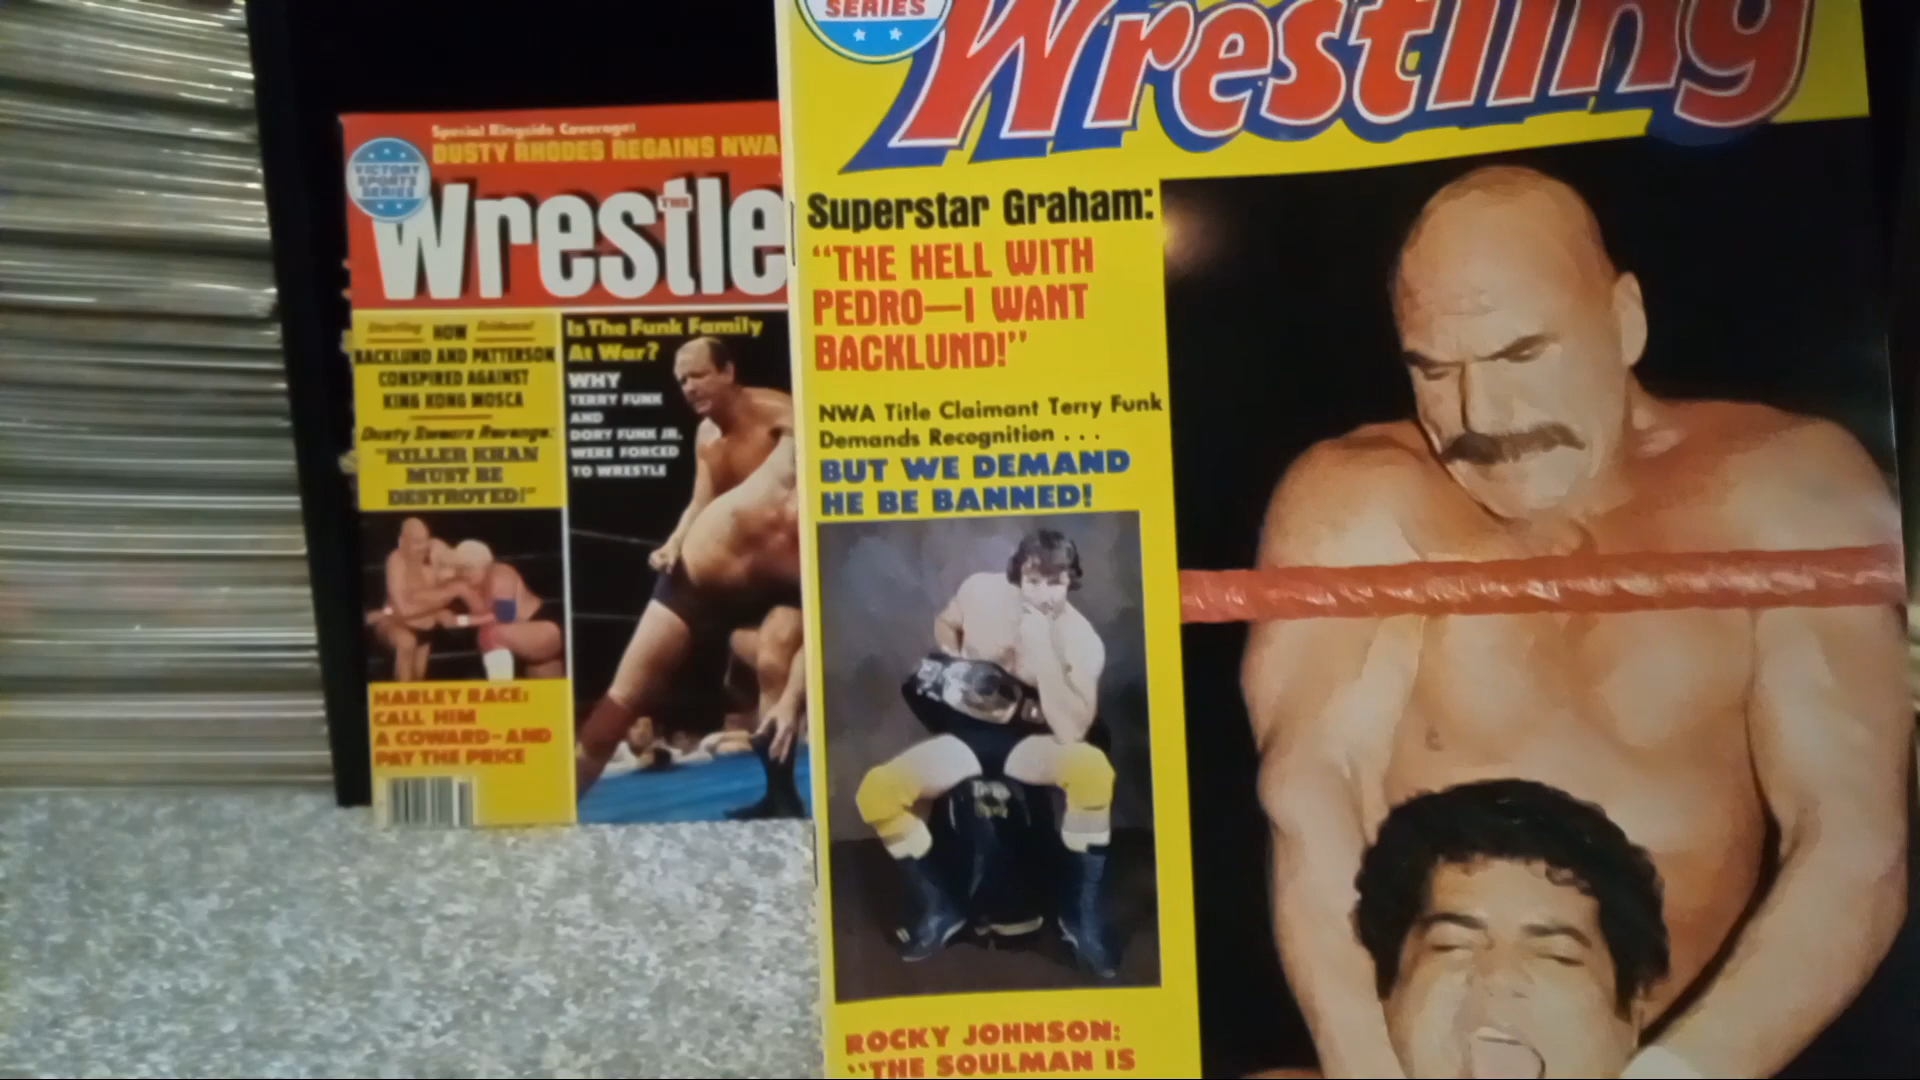 Special Ringside Coverage:
DUSTY RHODES REGAINS NWA
VICTORY
SPORTS
SERIES
THE
Wrestle
Startling HOW Evidence!
BACKLUND AND PATTERSON
CONSPIRED AGAINST
KING KONG MOSCA
Dusty Swears Revenge:
"KILLER KHAN
MUST BE
DESTROYED!"
HARLEY RACE:
CALL HIM
A COWARD—AND
PAY THE PRICE
Is The Funk Family
At War?
WHY
TERRY FUNK
AND
DORY FUNK JR.
WERE FORCED
TO WRESTLE
SERIES
Wrestling
Superstar Graham:
"THE HELL WITH
PEDRO—I WANT
BACKLUND!"
NWA Title Claimant Terry Funk
Demands Recognition . . .
BUT WE DEMAND
HE BE BANNED!
ROCKY JOHNSON:
"THE SOULMAN IS